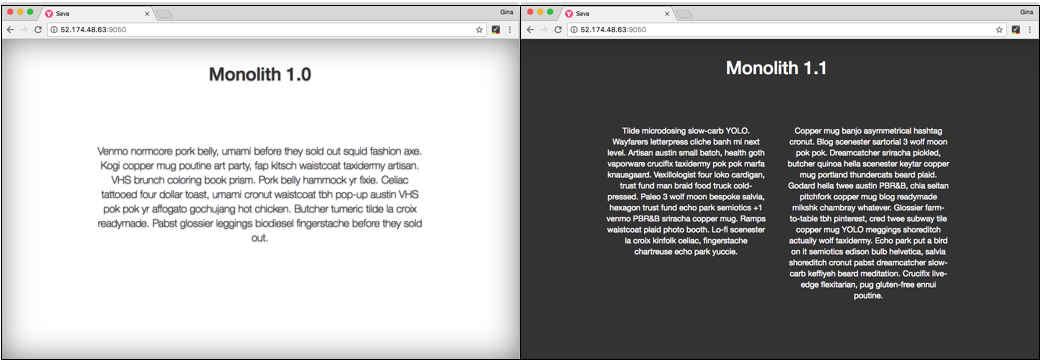 Sava
Gina
52.174.48.63:9050
Monolith 1.0
Venmo normcore pork belly, umami before they sold out squid fashion axe.
Kogi copper mug poutine art party, fap kitsch waistcoat taxidermy artisan.
VHS brunch coloring book prism. Pork belly hammock yr fixie. Celiac
tattooed four dollar toast, umami cronut waistcoat tbh pop-up austin VHS
pok pok yr affogato gochujang hot chicken. Butcher tumeric tilde la croix
readymade. Pabst glossier leggings biodiesel fingerstache before they sold
out.
Sava
Gina
52.174.48.63:9050
Monolith 1.1
Tilde microdosing slow-carb YOLO.
Wayfarers letterpress cliche banh mi next
level. Artisan austin small batch, health goth
vaporware crucifix taxidermy pok pok marfa
knausgaard. Vexillologist four loko cardigan,
trust fund man braid food truck cold-
pressed. Paleo 3 wolf moon bespoke salvia,
hexagon trust fund echo park semiotics +1
venmo PBR&B sriracha copper mug. Ramps
waistcoat plaid photo booth. Lo-fi scenester
la croix kinfolk celiac, fingerstache
chartreuse echo park yuccie.
Copper mug banjo asymmetrical hashtag
cronut. Blog scenester sartorial 3 wolf moon
pok pok. Dreamcatcher sriracha pickled,
butcher quinoa hella scenester keytar copper
mug portland thundercats beard plaid.
Godard hella twee austin PBR&B, chia seitan
pitchfork copper mug blog readymade
mlkshk chambray whatever. Glossier farm-
to-table tbh pinterest, cred twee subway tile
copper mug YOLO meggings shoreditch
actually wolf taxidermy. Echo park put a bird
on it semiotics edison bulb helvetica, salvia
shoreditch cronut pabst dreamcatcher slow-
carb keffiyeh beard meditation. Crucifix live-
edge flexitarian, pug gluten-free ennui
poutine.